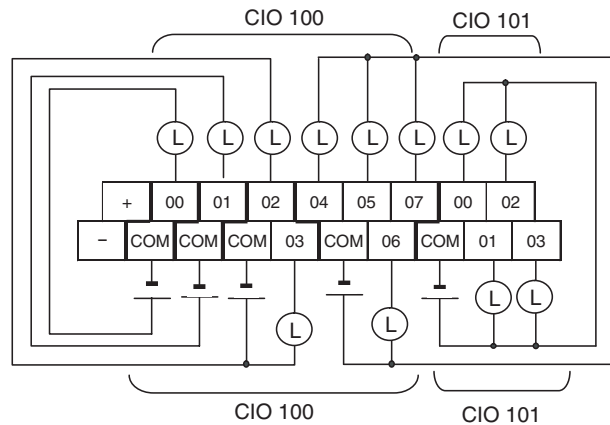 CIO 100 CIO 101
L L L L L L L L
+ 00 01 02 04 05 07 00 02
− COM COM COM 03 COM 06 COM 01 03
L L
L L
CIO 100 CIO 101